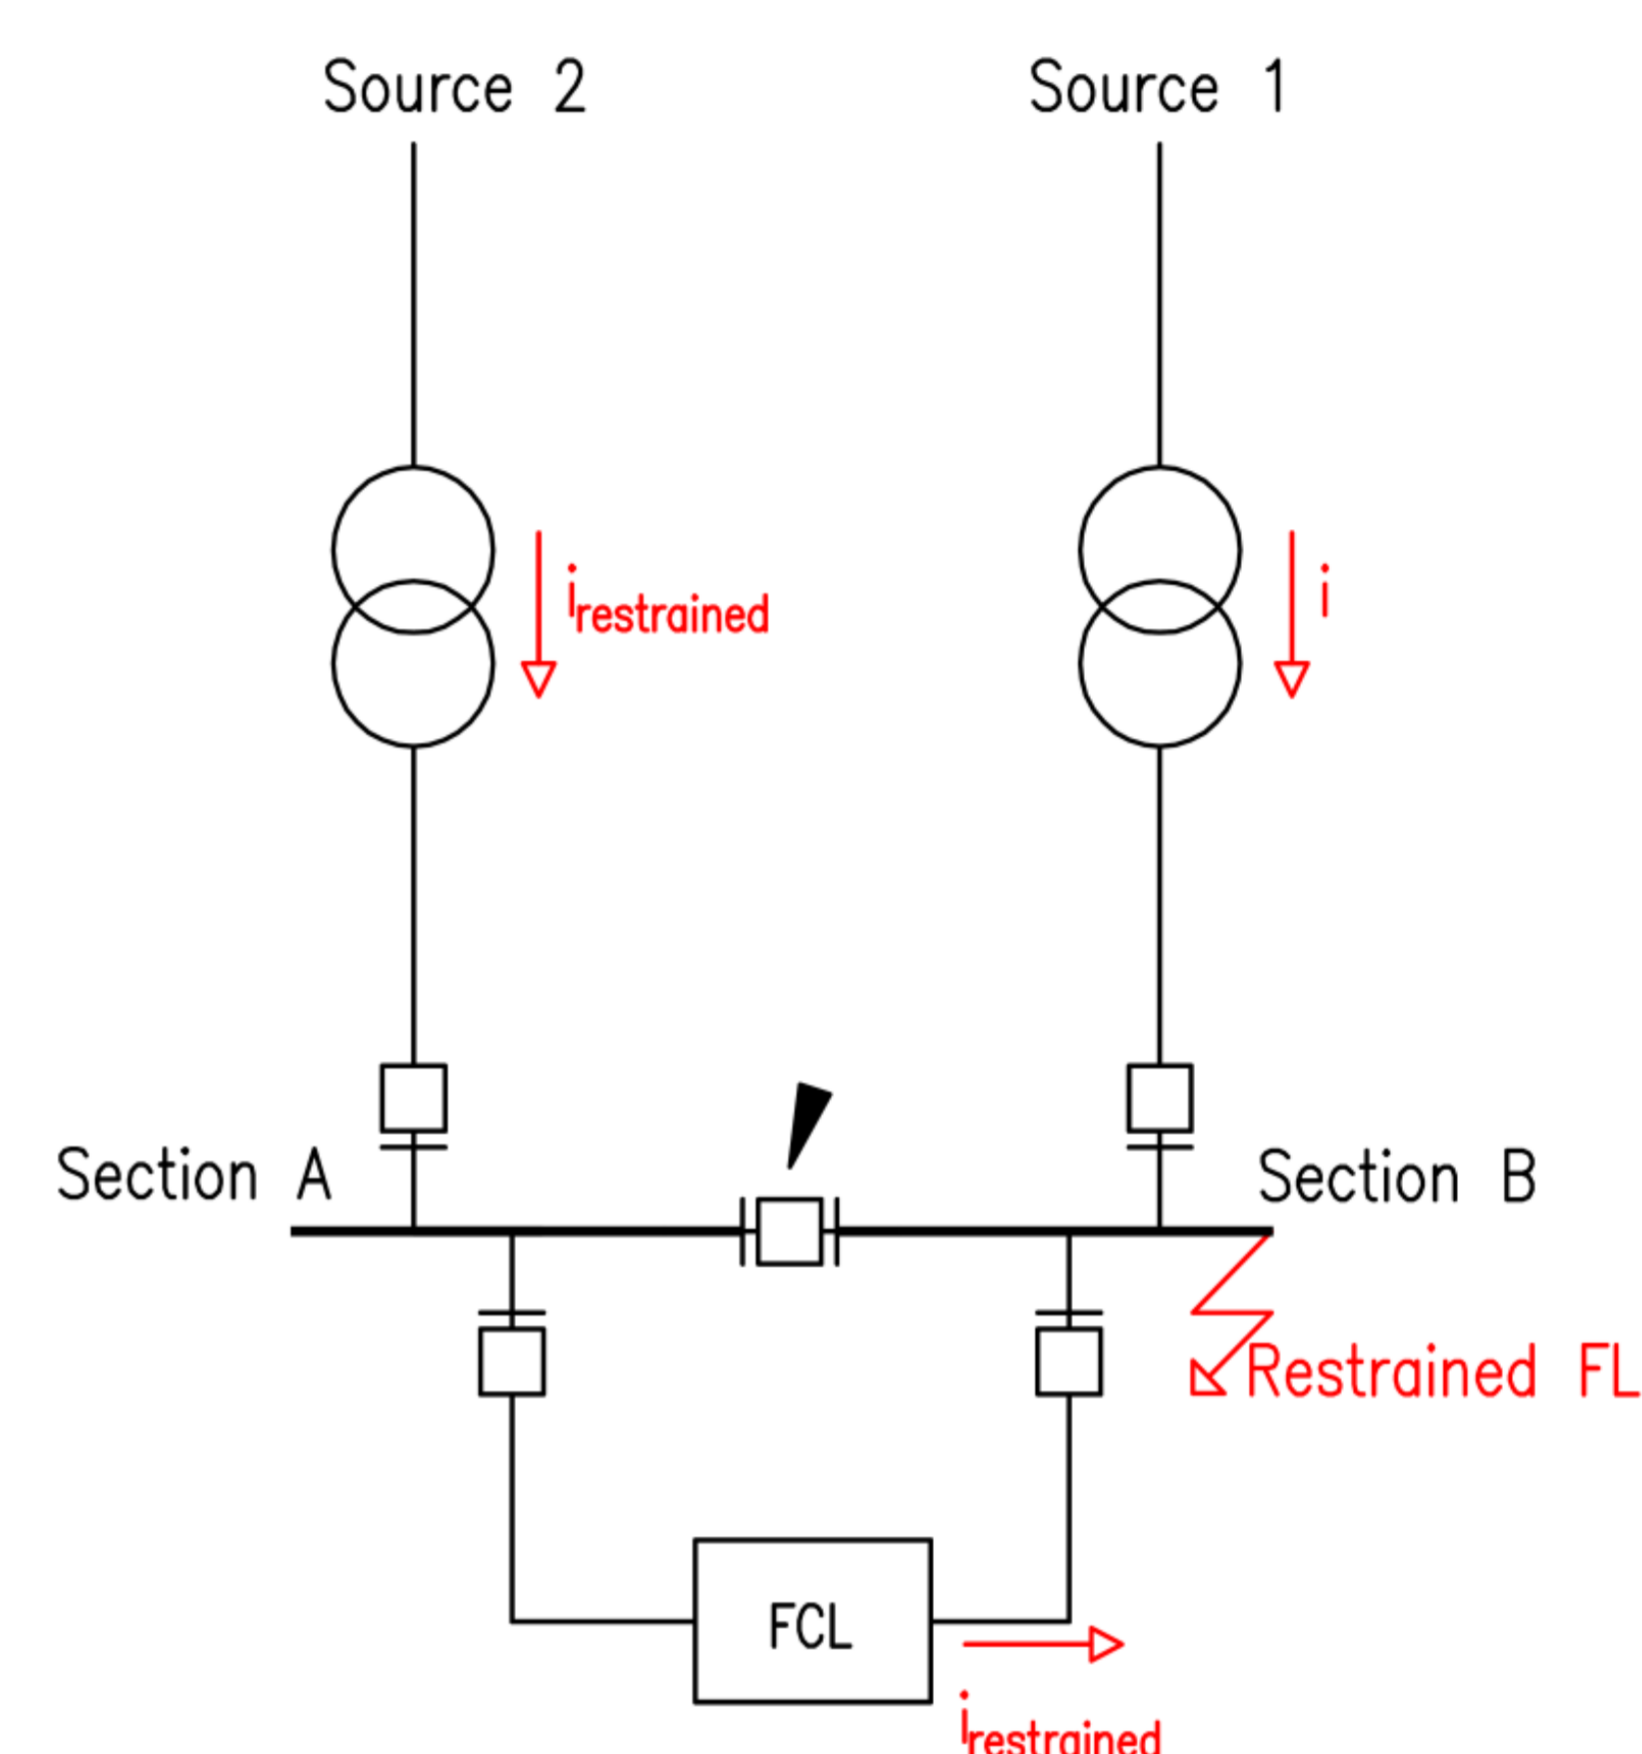 Source 2
Source 1
irestrained
i
Section A
Section B
Restrained FL
FCL
irestrained